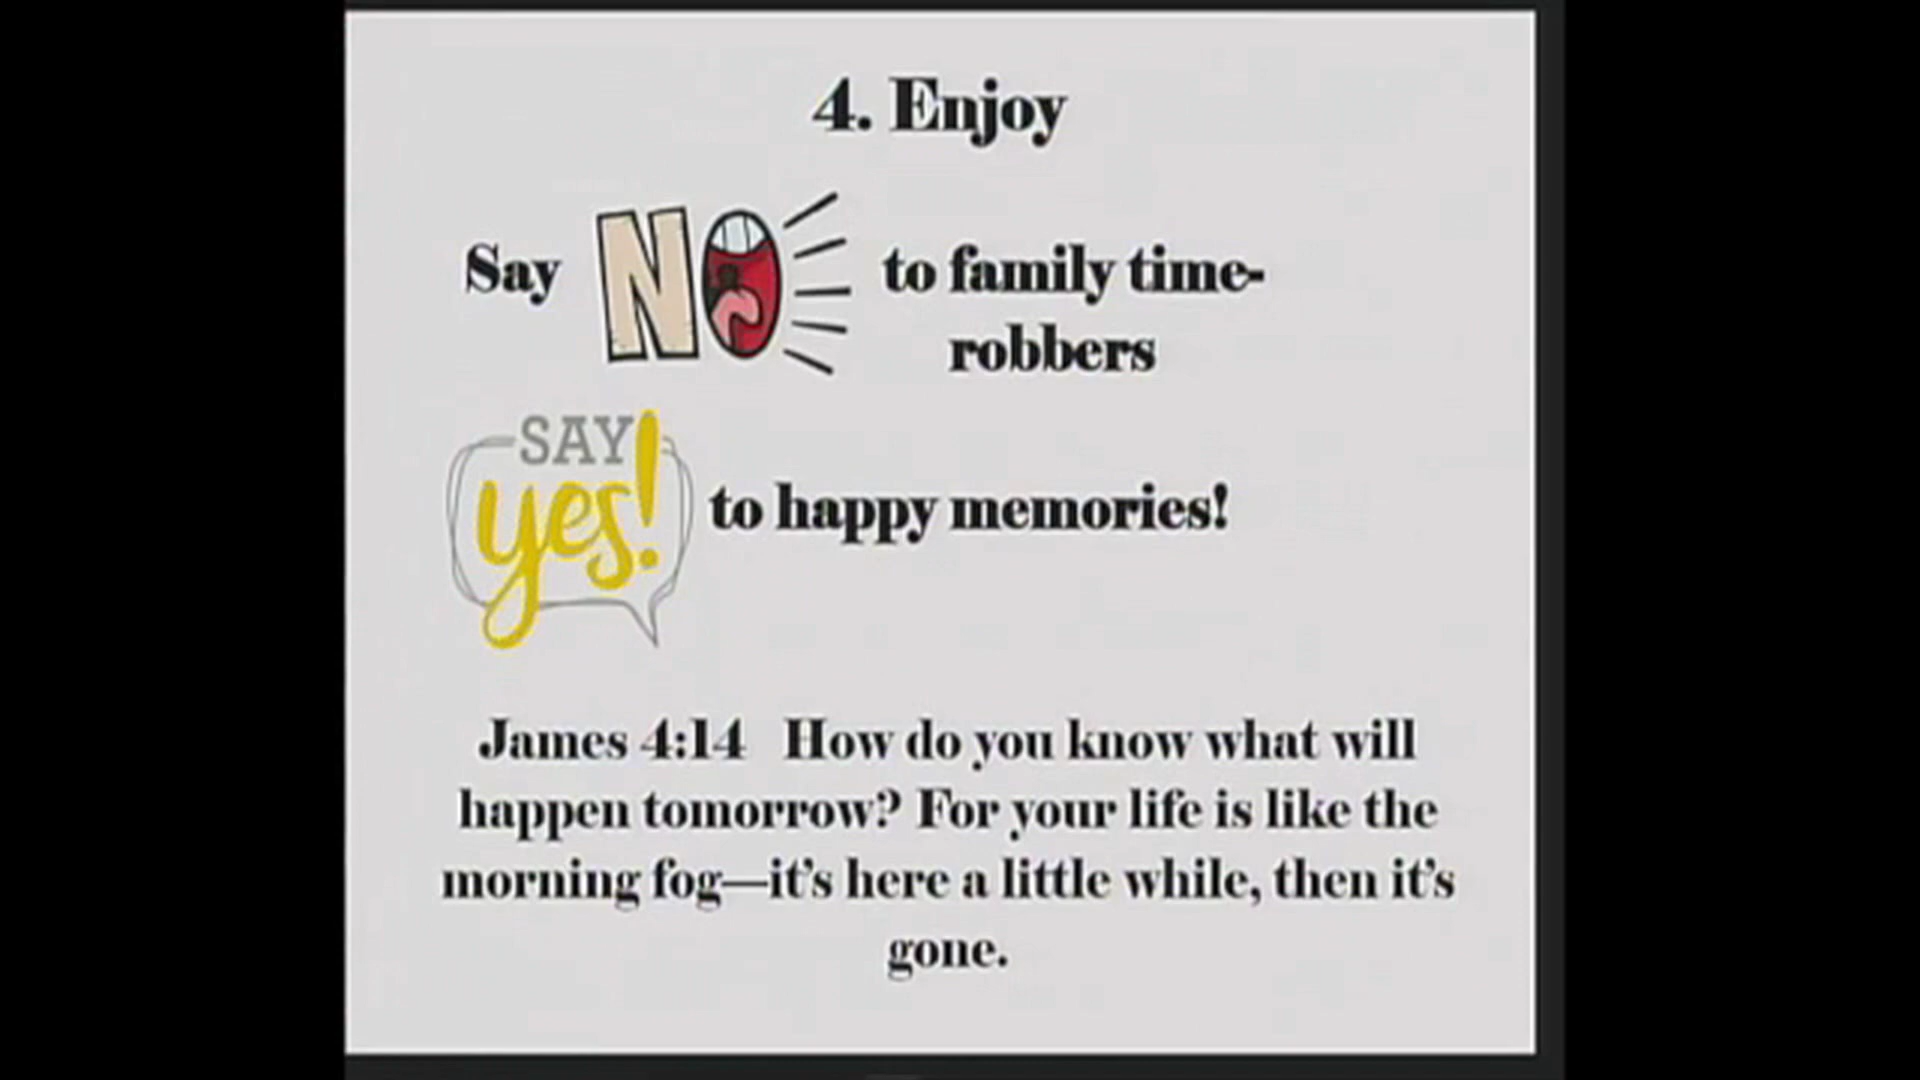 4. Enjoy
Say NO to family time-
robbers
SAY
yes! to happy memories!
James 4:14 How do you know what will
happen tomorrow? For your life is like the
morning fog—it's here a little while, then it's
gone.